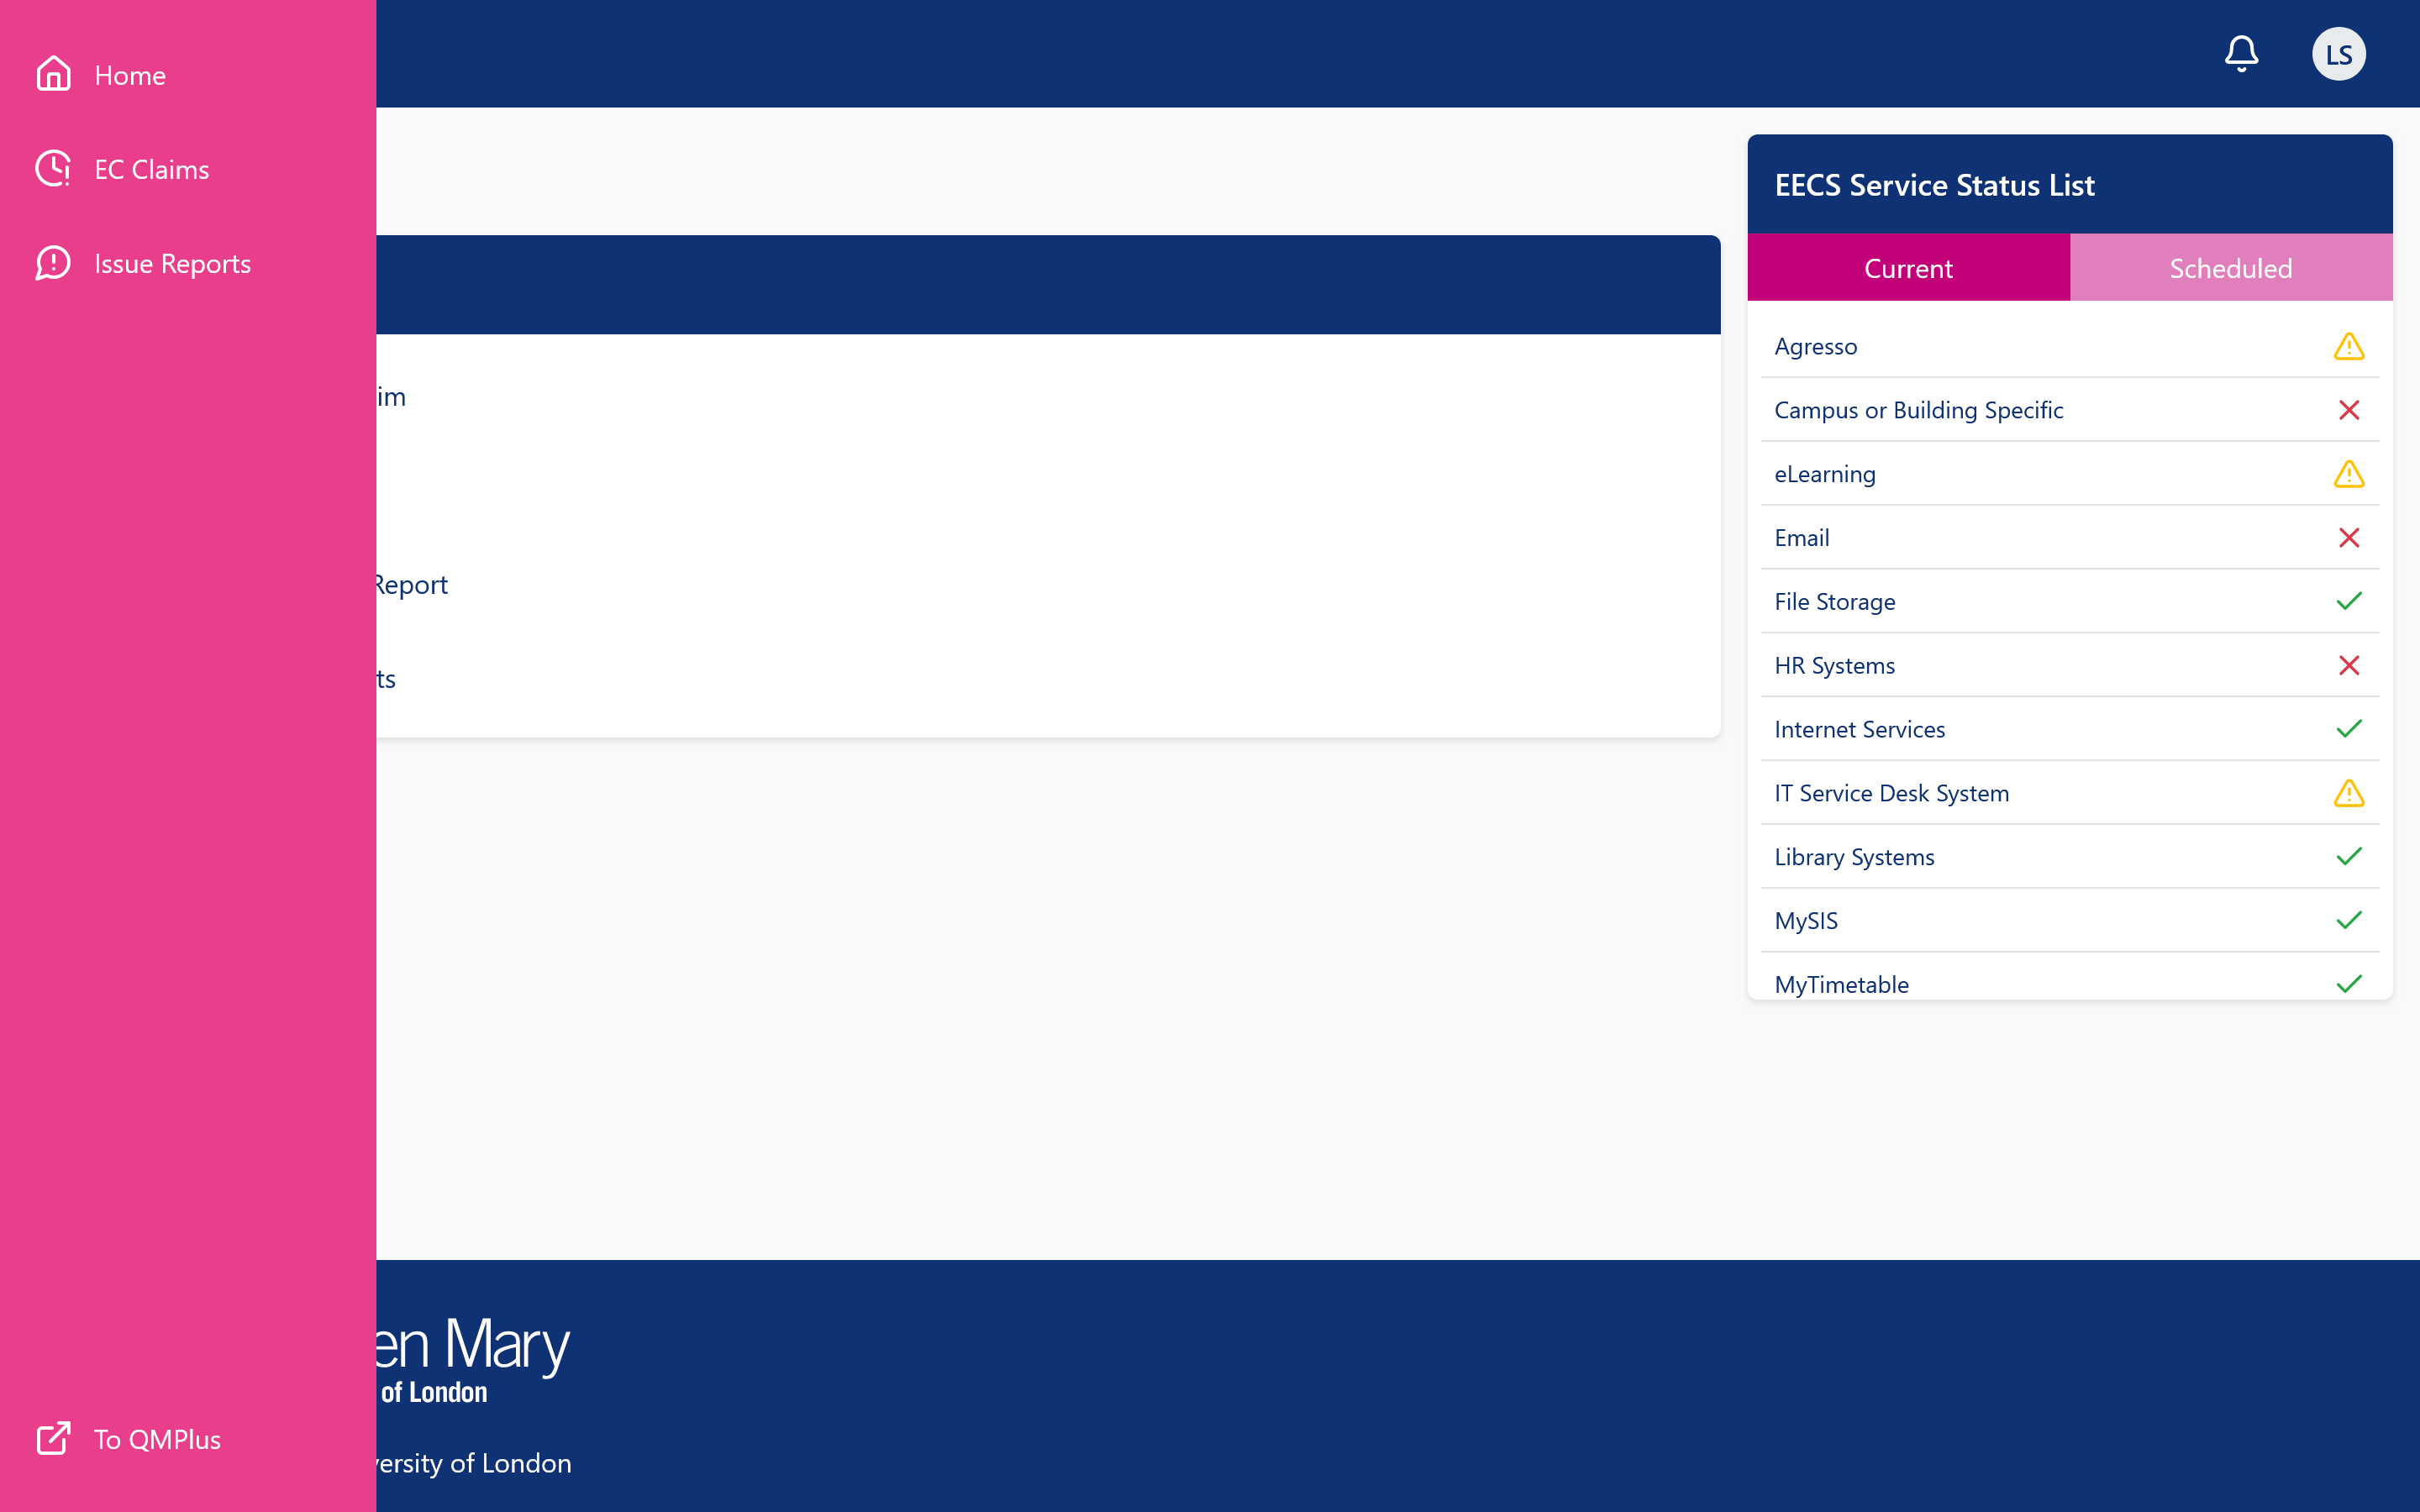 Home
EC Claims
Issue Reports
To QMPlus
LS
im
Report
ts
EECS Service Status List
Current
Scheduled
Agresso
Campus or Building Specific
eLearning
Email
File Storage
HR Systems
Internet Services
IT Service Desk System
Library Systems
MySIS
MyTimetable
en Mary
of London
versity of London